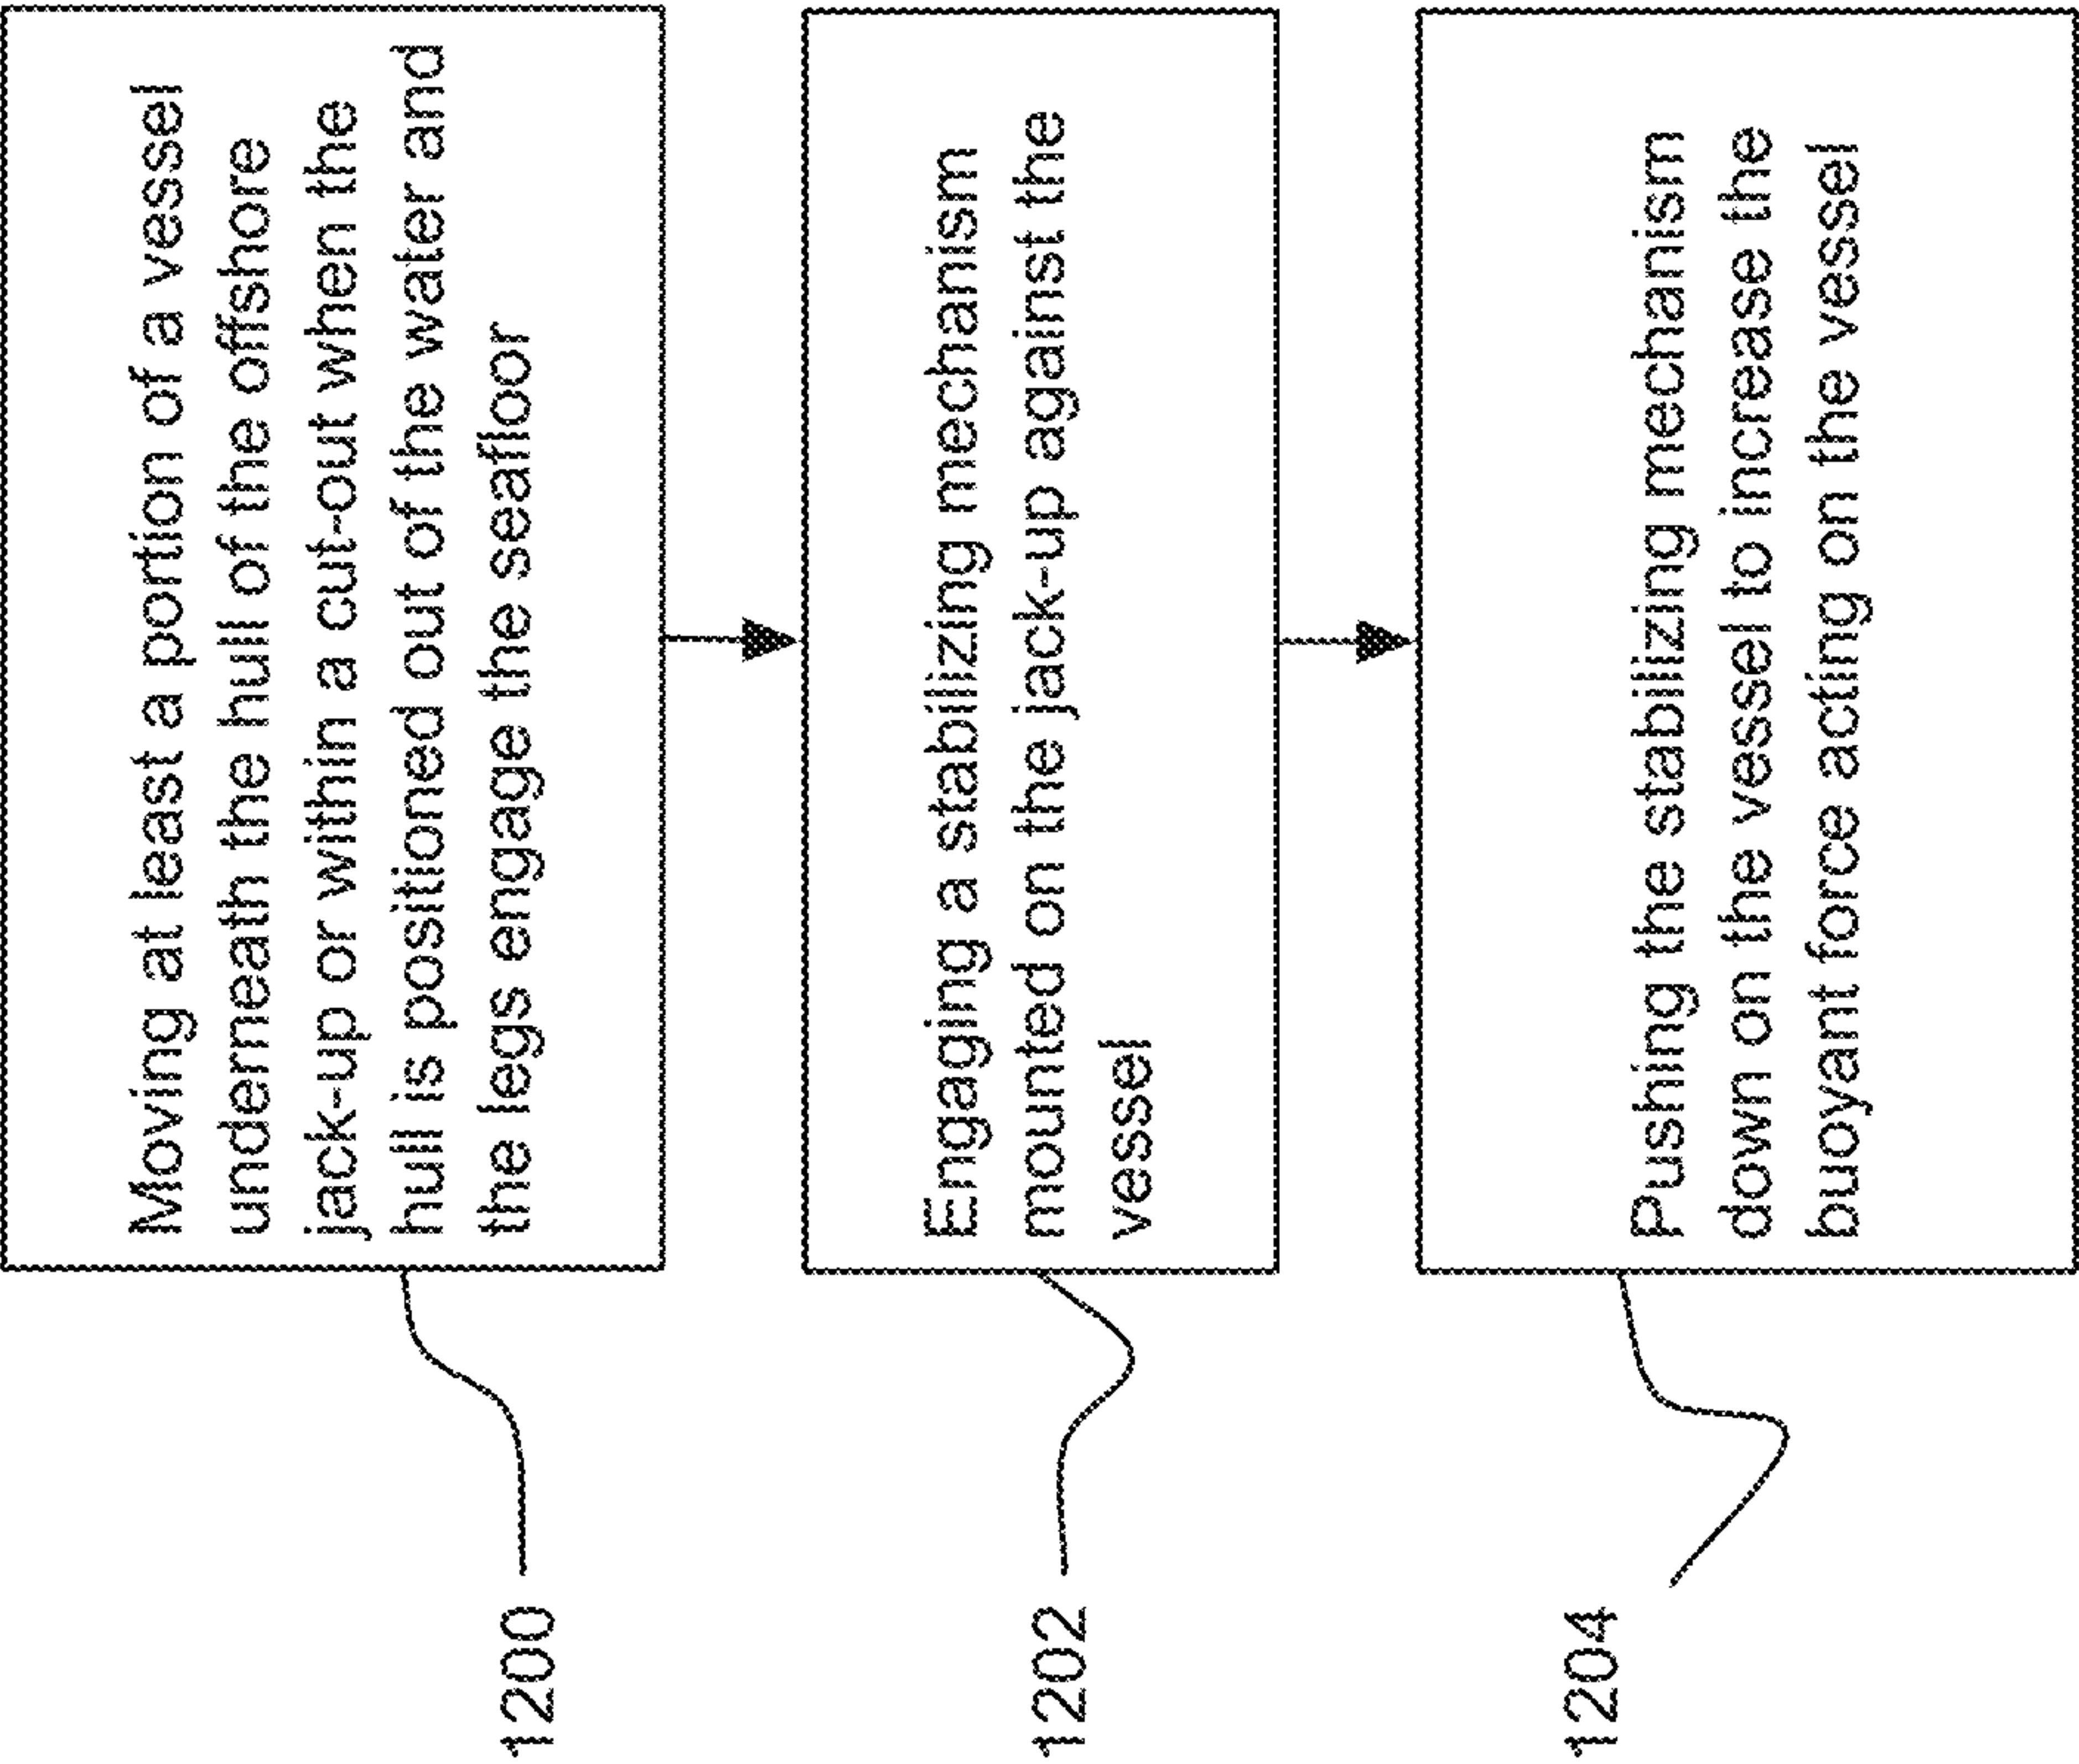 Moving at least a portion of a vessel
underneath the hull of the offshore
jack-up or within a cut-out when the
hull is positioned out of the water and
the legs engage the seafloor
1200
Engaging a stabilizing mechanism
mounted on the jack-up against the
vessel
1202
Pushing the stabilizing mechanism
down on the vessel to increase the
buoyant force acting on the vessel
1204